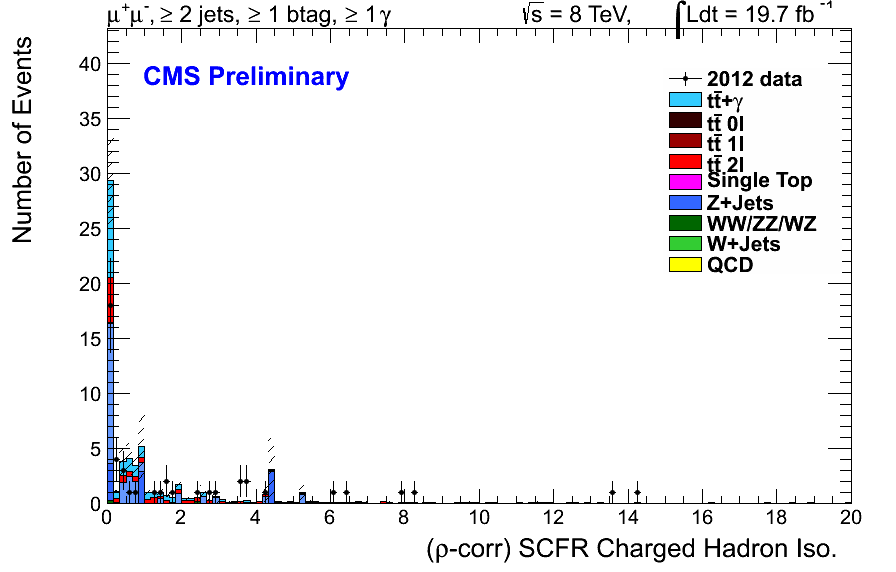 μ⁺μ⁻, ≥ 2 jets, ≥ 1 btag, ≥ 1 γ
√s = 8 TeV, ∫Ldt = 19.7 fb⁻¹
CMS Preliminary
2012 data
tt̄+γ
tt̄ 0l
tt̄ 1l
tt̄ 2l
Single Top
Z+Jets
WW/ZZ/WZ
W+Jets
QCD
Number of Events
40
35
30
25
20
15
10
5
0
0 2 4 6 8 10 12 14 16 18 20
(ρ-corr) SCFR Charged Hadron Iso.